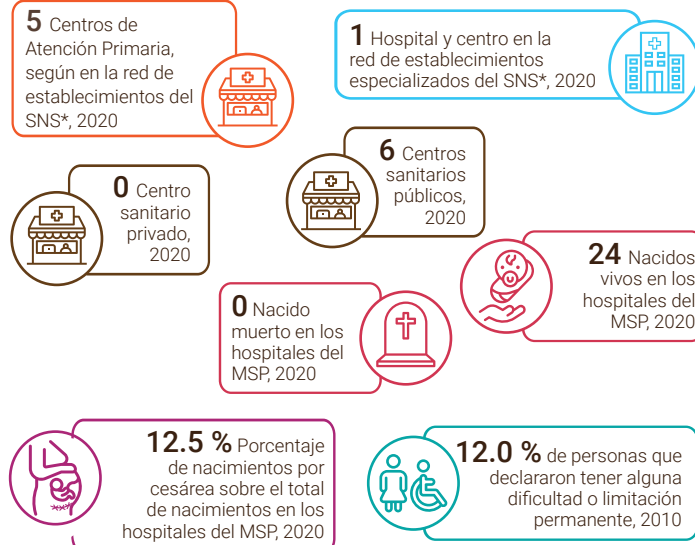 5 Centros de
Atención Primaria,
según en la red de
establecimientos del
SNS*, 2020
1 Hospital y centro en la
red de establecimientos
especializados del SNS*, 2020
0 Centro
sanitario
privado,
2020
6 Centros
sanitarios
públicos,
2020
24 Nacidos
vivos en los
hospitales del
MSP, 2020
0 Nacido
muerto en los
hospitales del
MSP, 2020
12.5 % Porcentaje
de nacimientos por
cesárea sobre el total
de nacimientos en los
hospitales del MSP, 2020
12.0 % de personas que
declararon tener alguna
dificultad o limitación
permanente, 2010